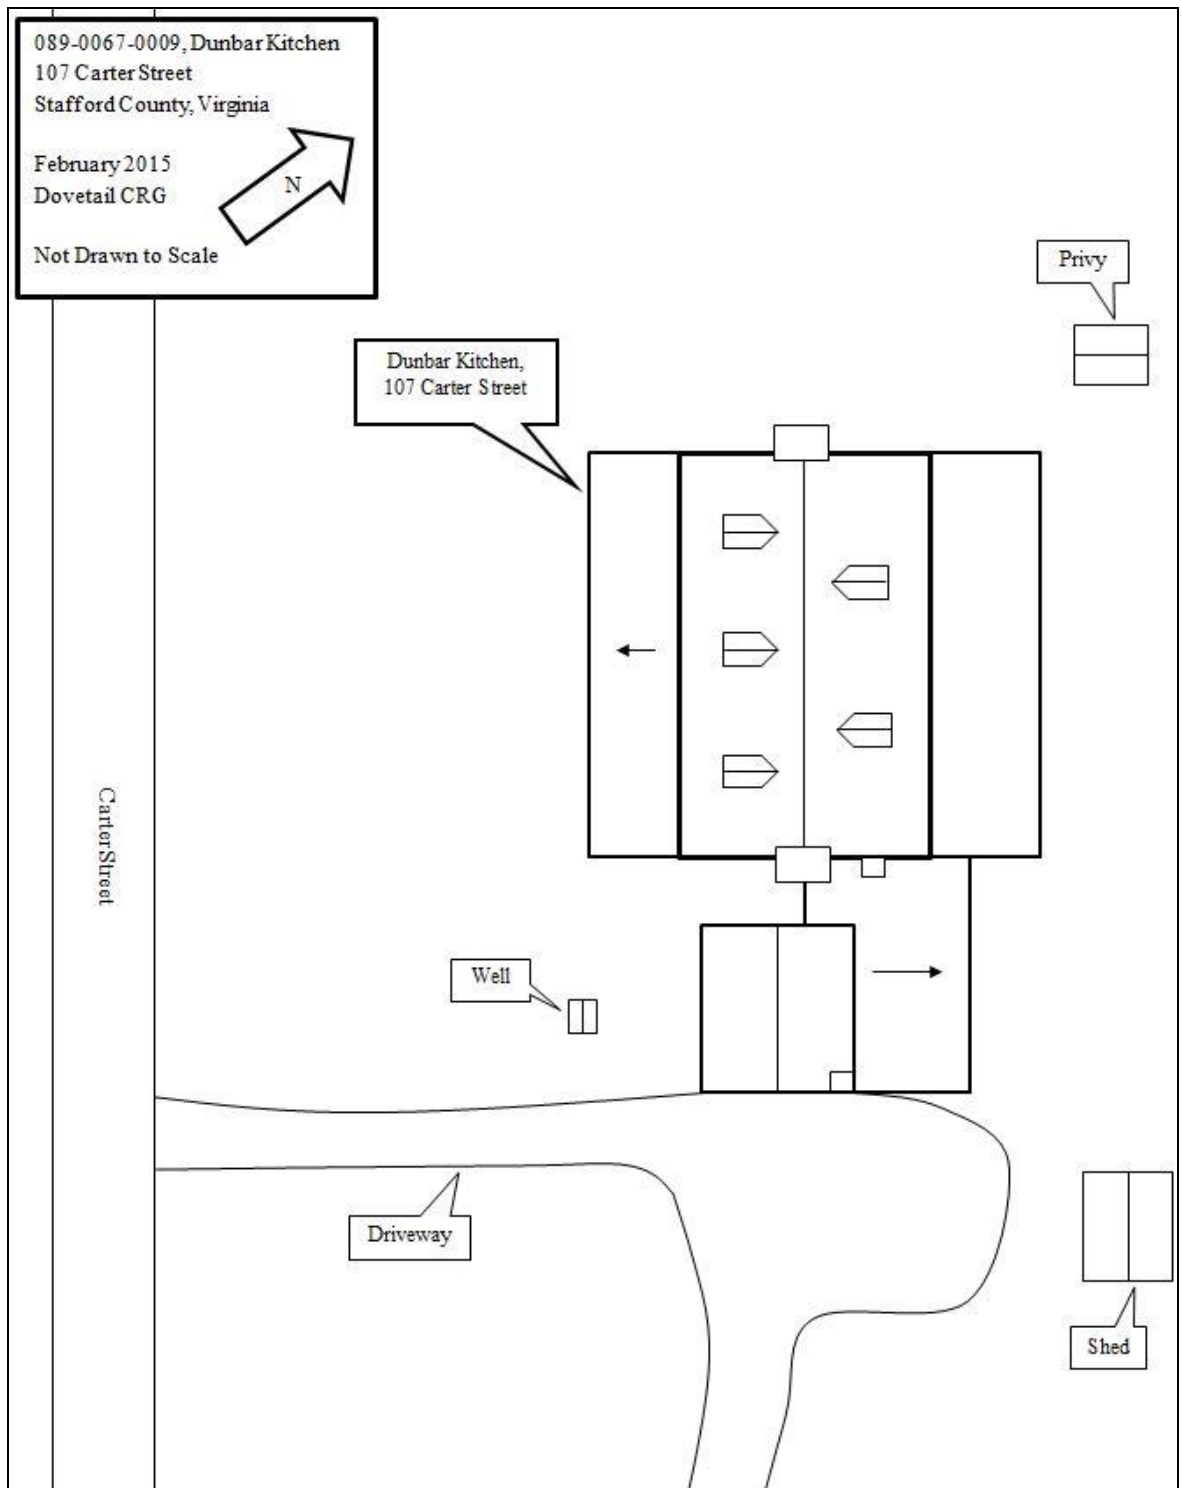 089-0067-0009, Dunbar Kitchen
107 Carter Street
Stafford County, Virginia
February 2015
Dovetail CRG
N
Not Drawn to Scale
Privy
Dunbar Kitchen,
107 Carter Street
Carter Street
Well
Driveway
Shed